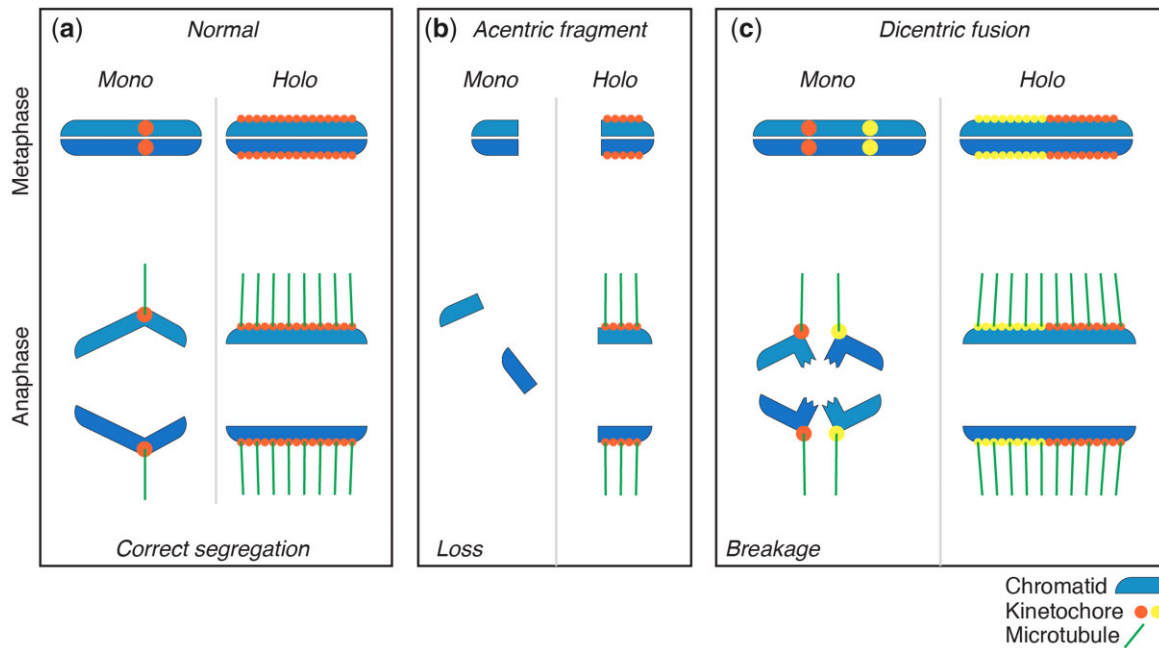 (a) Normal
Mono Holo
(b) Acentric fragment
Mono Holo
(c) Dicentric fusion
Mono Holo
Metaphase
Anaphase
Correct segregation
Loss
Breakage
Chromatid
Kinetochore
Microtubule